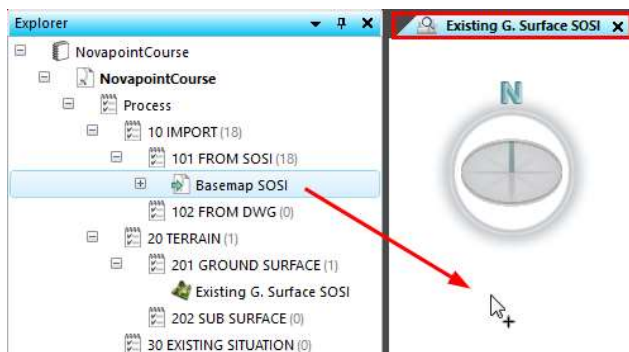 Explorer
Existing G. Surface SOSI
NovapointCourse
NovapointCourse
Process
10 IMPORT (18)
101 FROM SOSI (18)
Basemap SOSI
102 FROM DWG (0)
20 TERRAIN (1)
201 GROUND SURFACE (1)
Existing G. Surface SOSI
202 SUB SURFACE (0)
30 EXISTING SITUATION (0)
N